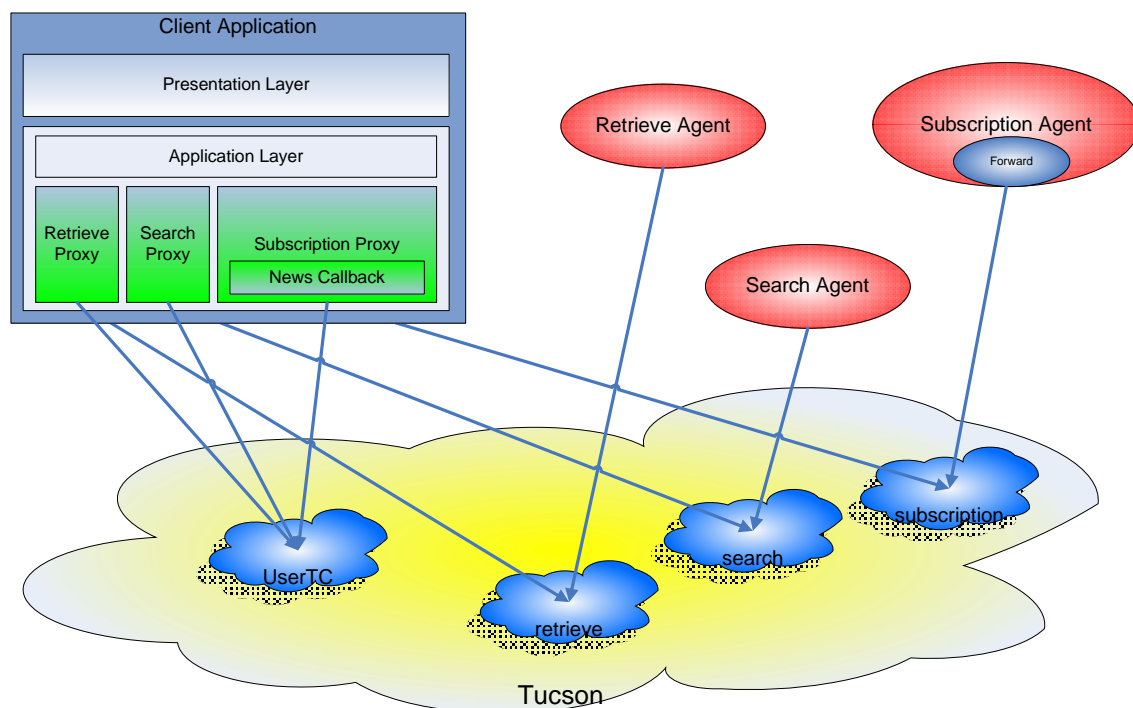 Client Application
Presentation Layer
Application Layer
Retrieve
Proxy
Search
Proxy
Subscription Proxy
News Callback
Retrieve Agent
Subscription Agent
Forward
Search Agent
subscription
search
UserTC
retrieve
Tucson